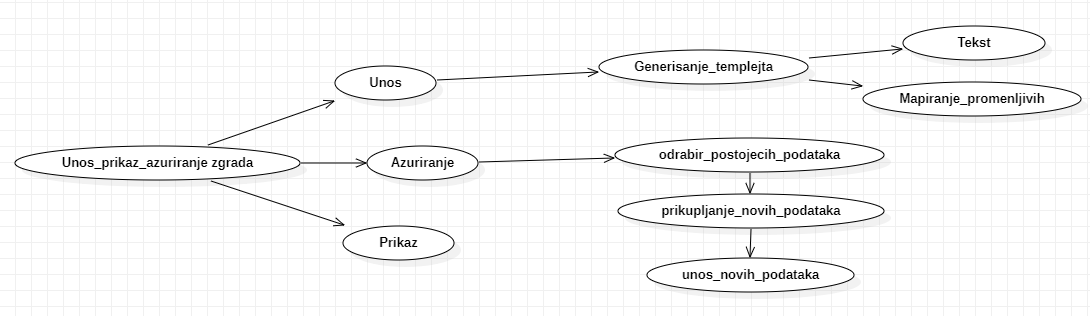 Tekst
Unos
Generisanje_templejta
Mapiranje_promenljivih
Unos_prikaz_azuriranje zgrada
Azuriranje
odrabir_postojecih_podataka
prikupljanje_novih_podataka
Prikaz
unos_novih_podataka